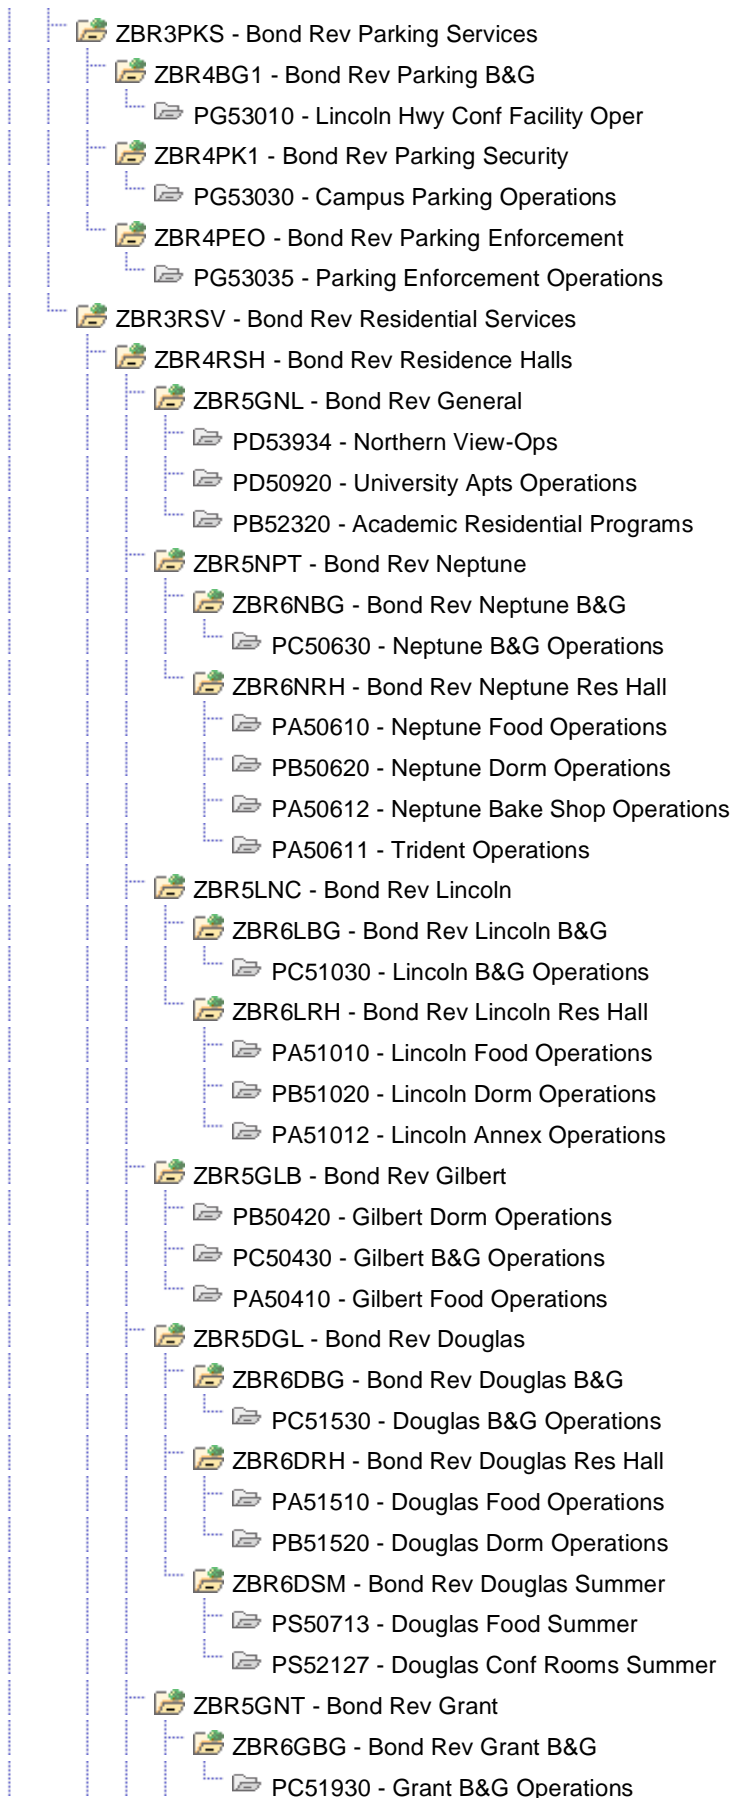 ZBR3PKS - Bond Rev Parking Services
ZBR4BG1 - Bond Rev Parking B&G
PG53010 - Lincoln Hwy Conf Facility Oper
ZBR4PK1 - Bond Rev Parking Security
PG53030 - Campus Parking Operations
ZBR4PEO - Bond Rev Parking Enforcement
PG53035 - Parking Enforcement Operations
ZBR3RSV - Bond Rev Residential Services
ZBR4RSH - Bond Rev Residence Halls
ZBR5GNL - Bond Rev General
PD53934 - Northern View-Ops
PD50920 - University Apts Operations
PB52320 - Academic Residential Programs
ZBR5NPT - Bond Rev Neptune
ZBR6NBG - Bond Rev Neptune B&G
PC50630 - Neptune B&G Operations
ZBR6NRH - Bond Rev Neptune Res Hall
PA50610 - Neptune Food Operations
PB50620 - Neptune Dorm Operations
PA50612 - Neptune Bake Shop Operations
PA50611 - Trident Operations
ZBR5LNC - Bond Rev Lincoln
ZBR6LBG - Bond Rev Lincoln B&G
PC51030 - Lincoln B&G Operations
ZBR6LRH - Bond Rev Lincoln Res Hall
PA51010 - Lincoln Food Operations
PB51020 - Lincoln Dorm Operations
PA51012 - Lincoln Annex Operations
ZBR5GLB - Bond Rev Gilbert
PB50420 - Gilbert Dorm Operations
PC50430 - Gilbert B&G Operations
PA50410 - Gilbert Food Operations
ZBR5DGL - Bond Rev Douglas
ZBR6DBG - Bond Rev Douglas B&G
PC51530 - Douglas B&G Operations
ZBR6DRH - Bond Rev Douglas Res Hall
PA51510 - Douglas Food Operations
PB51520 - Douglas Dorm Operations
ZBR6DSM - Bond Rev Douglas Summer
PS50713 - Douglas Food Summer
PS52127 - Douglas Conf Rooms Summer
ZBR5GNT - Bond Rev Grant
ZBR6GBG - Bond Rev Grant B&G
PC51930 - Grant B&G Operations